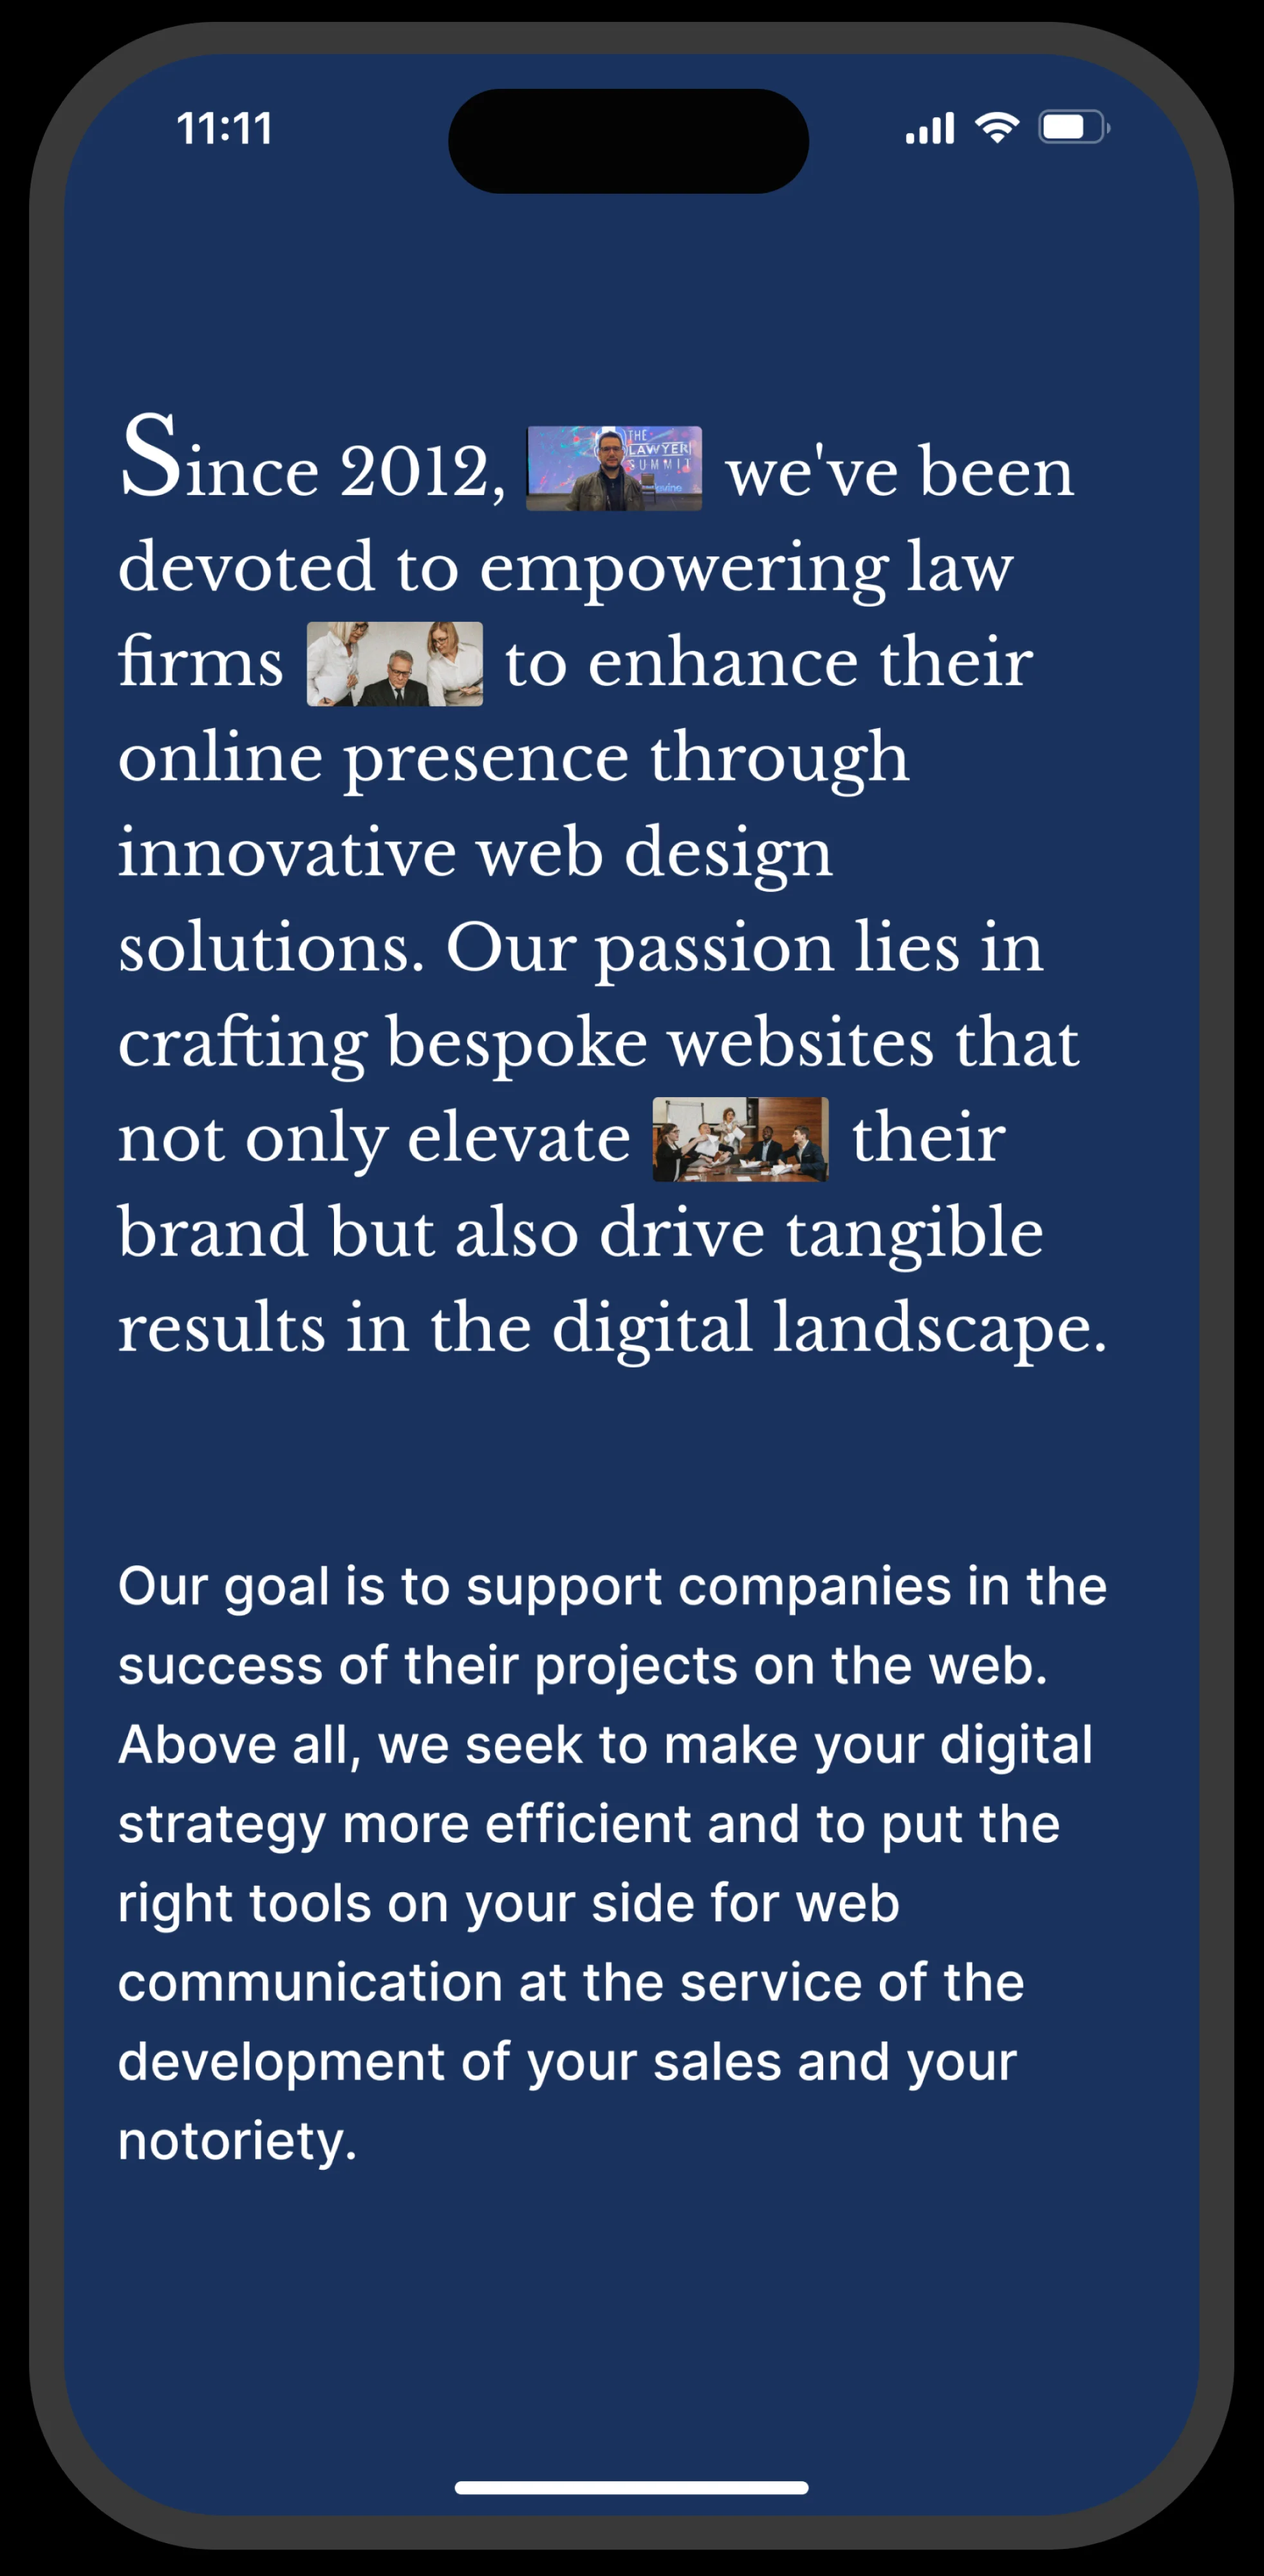 11:11
Since 2012, we've been
THE
LAWYER
SUMMIT
devoted to empowering law
firms to enhance their
online presence through
innovative web design
solutions. Our passion lies in
crafting bespoke websites that
not only elevate their
brand but also drive tangible
results in the digital landscape.
Our goal is to support companies in the
success of their projects on the web.
Above all, we seek to make your digital
strategy more efficient and to put the
right tools on your side for web
communication at the service of the
development of your sales and your
notoriety.